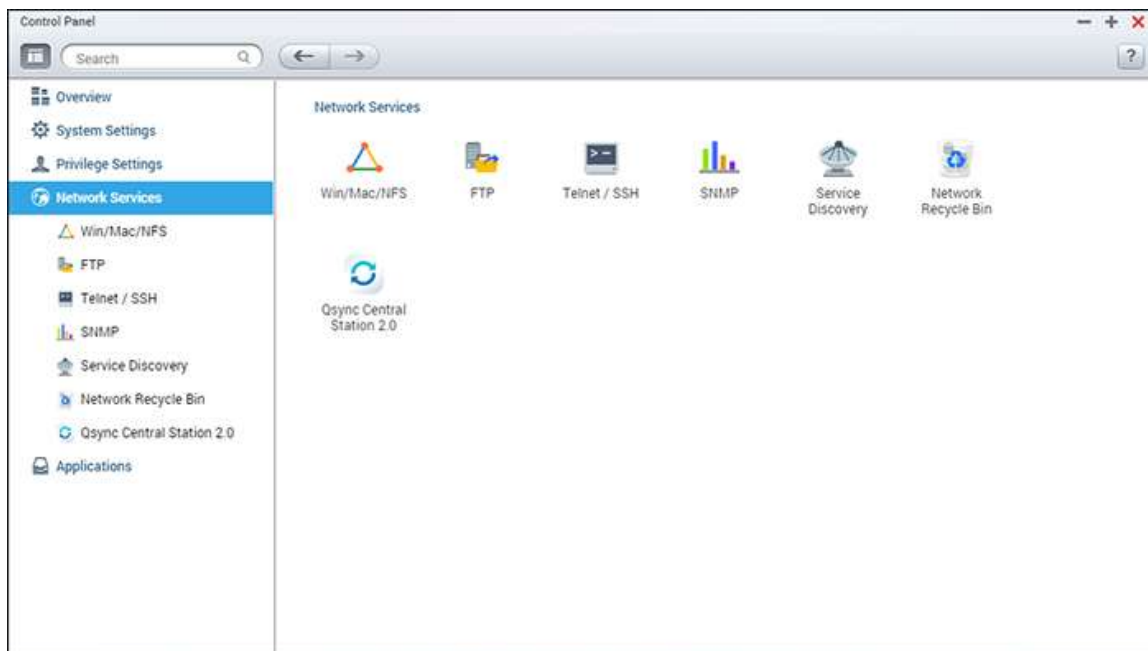 Control Panel
Search
?
Overview
System Settings
Privilege Settings
Network Services
Win/Mac/NFS
FTP
Telnet / SSH
SNMP
Service Discovery
Network Recycle Bin
Qsync Central Station 2.0
Applications
Network Services
Win/Mac/NFS
FTP
Telnet / SSH
SNMP
Service
Discovery
Network
Recycle Bin
Qsync Central
Station 2.0